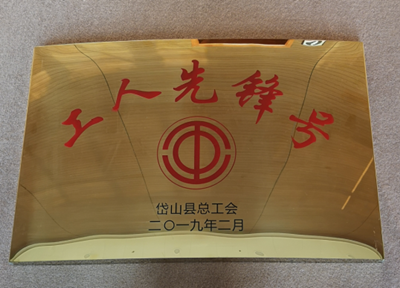 工人先锋号
岱山县总工会
二〇一九年二月